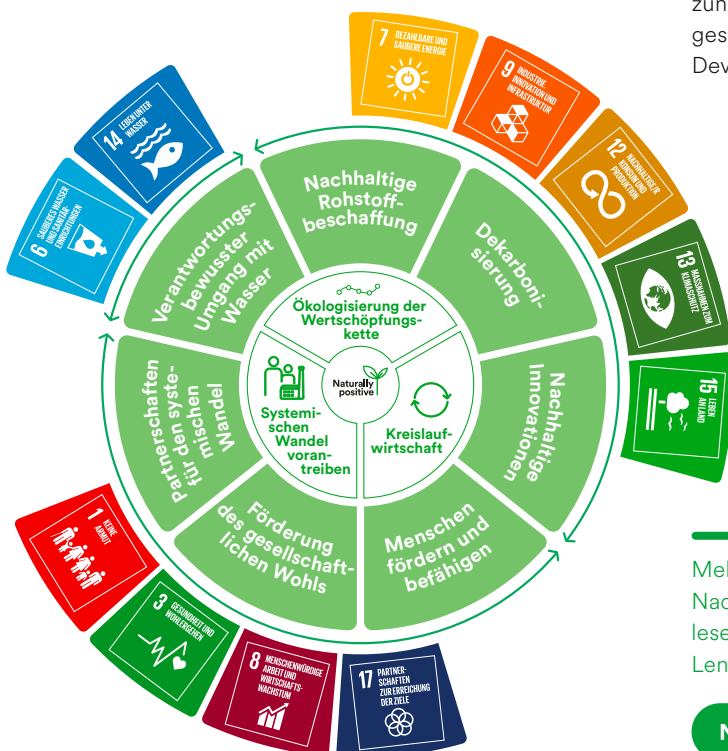 zun
ges
Dev
7 BEZAHLBARE UND
SAUBERE ENERGIE
9 INDUSTRIE,
INNOVATION UND
INFRASTRUKTUR
12 NACHHALTIGE/R
KONSUM UND
PRODUKTION
13 MASSNAHMEN ZUM
KLIMASCHUTZ
15 LEBEN
AN LAND
14 LEBEN UNTER
WASSER
6 SAUBERES WASSER
UND SANITÄR-
EINRICHTUNGEN
Nachhaltige
Rohstoff-
beschaffung
Dekarboni-
sierung
Nachhaltige
Innovationen
Menschen
fördern und
befähigen
Förderung
des gesellschaft-
lichen Wohls
Partnerschaften
für den syste-
mischen
Wandel
Verantwortungs-
bewusster
Umgang mit
Wasser
Ökologisierung der
Wertschöpfungs-
kette
Naturally
positive
Systemi-
schen
Wandel
voran-
treiben
Kreislauf-
wirtschaft
1 KEINE
ARMUT
3 GESUNDHEIT UND
WOHLERGEHEN
8 MENSCHENWÜRDIGE
ARBEIT UND
WIRTSCHAFTS-
WACHSTUM
17 PARTNER-
SCHAFTEN
ZUR ERREICHUNG
DER ZIELE
Nac
lese
Len